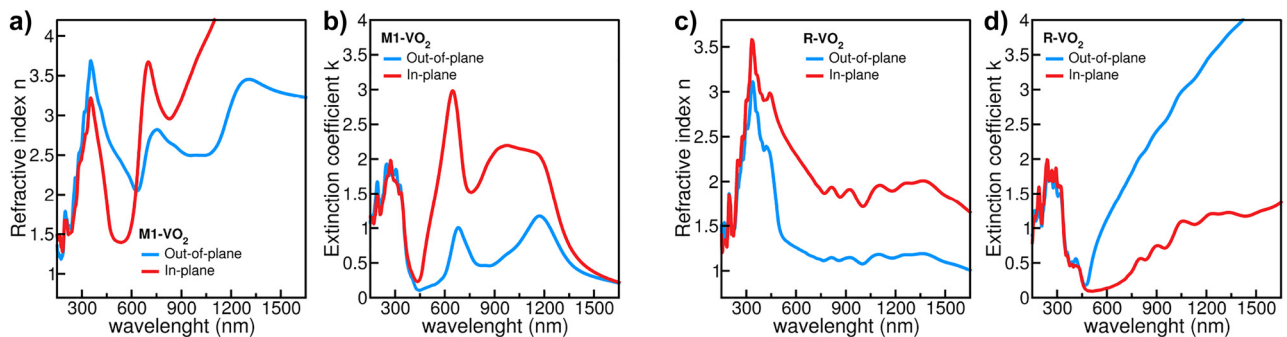 a)
Refractive index n
4
3.5
3
2.5
2
1.5
1
M1-VO2
Out-of-plane
In-plane
300 600 900 1200 1500
wavelenght (nm)
b)
Extinction coefficient k
4
3.5
3
2.5
2
1.5
1
0.5
0
M1-VO2
Out-of-plane
In-plane
300 600 900 1200 1500
wavelenght (nm)
c)
Refractive index n
3.5
3
2.5
2
1.5
1
R-VO2
Out-of-plane
In-plane
300 600 900 1200 1500
wavelenght (nm)
d)
Extinction coefficient k
4
3.5
3
2.5
2
1.5
1
0.5
0
R-VO2
Out-of-plane
In-plane
300 600 900 1200 1500
wavelenght (nm)